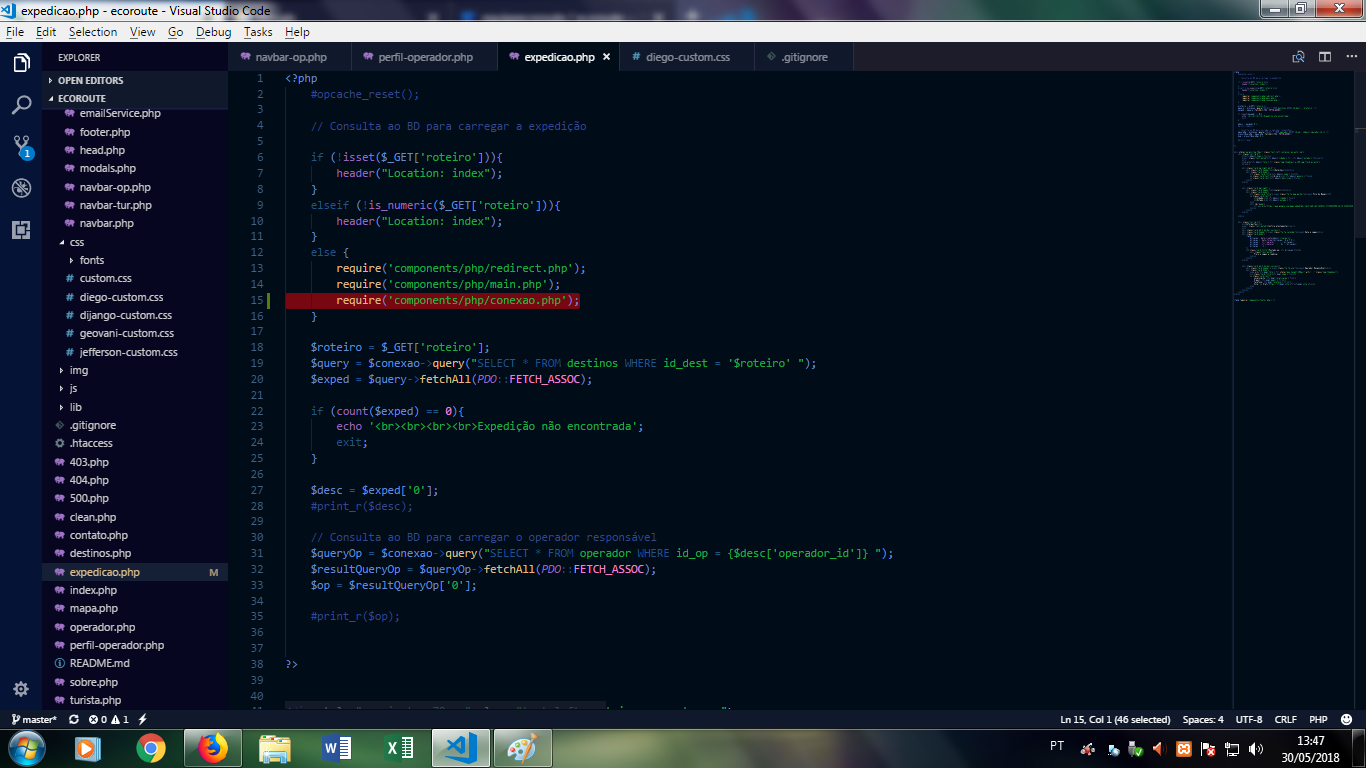 expedicao.php - ecoroute - Visual Studio Code
File Edit Selection View Go Debug Tasks Help
EXPLORER
OPEN EDITORS
ECOROUTE
emailService.php
footer.php
head.php
modals.php
navbar-op.php
navbar-tur.php
navbar.php
css
fonts
# custom.css
# diego-custom.css
# dijango-custom.css
# geovani-custom.css
# jefferson-custom.css
img
js
lib
.gitignore
.htaccess
403.php
404.php
500.php
clean.php
contato.php
destinos.php
expedicao.php M
index.php
mapa.php
operador.php
perfil-operador.php
README.md
sobre.php
turista.php
1
navbar-op.php perfil-operador.php expedicao.php × # diego-custom.css .gitignore
1 <?php
2 #opcache_reset();
3
4 // Consulta ao BD para carregar a expedição
5
6 if (!isset($_GET['roteiro'])){
7 header("Location: index");
8 }
9 elseif (!is_numeric($_GET['roteiro'])){
10 header("Location: index");
11 }
12 else {
13 require('components/php/redirect.php');
14 require('components/php/main.php');
15 require('components/php/conexao.php');
16 }
17
18 $roteiro = $_GET['roteiro'];
19 $query = $conexao->query("SELECT * FROM destinos WHERE id_dest = '$roteiro' ");
20 $exped = $query->fetchAll(PDO::FETCH_ASSOC);
21
22 if (count($exped) == 0){
23 echo '<br><br><br><br>Expedição não encontrada';
24 exit;
25 }
26
27 $desc = $exped['0'];
28 #print_r($desc);
29
30 // Consulta ao BD para carregar o operador responsável
31 $queryOp = $conexao->query("SELECT * FROM operador WHERE id_op = {$desc['operador_id']} ");
32 $resultQueryOp = $queryOp->fetchAll(PDO::FETCH_ASSOC);
33 $op = $resultQueryOp['0'];
34
35 #print_r($op);
36
37
38 ?>
39
40
master* 0 1 Ln 15, Col 1 (46 selected) Spaces: 4 UTF-8 CRLF PHP
PT 13:47
30/05/2018